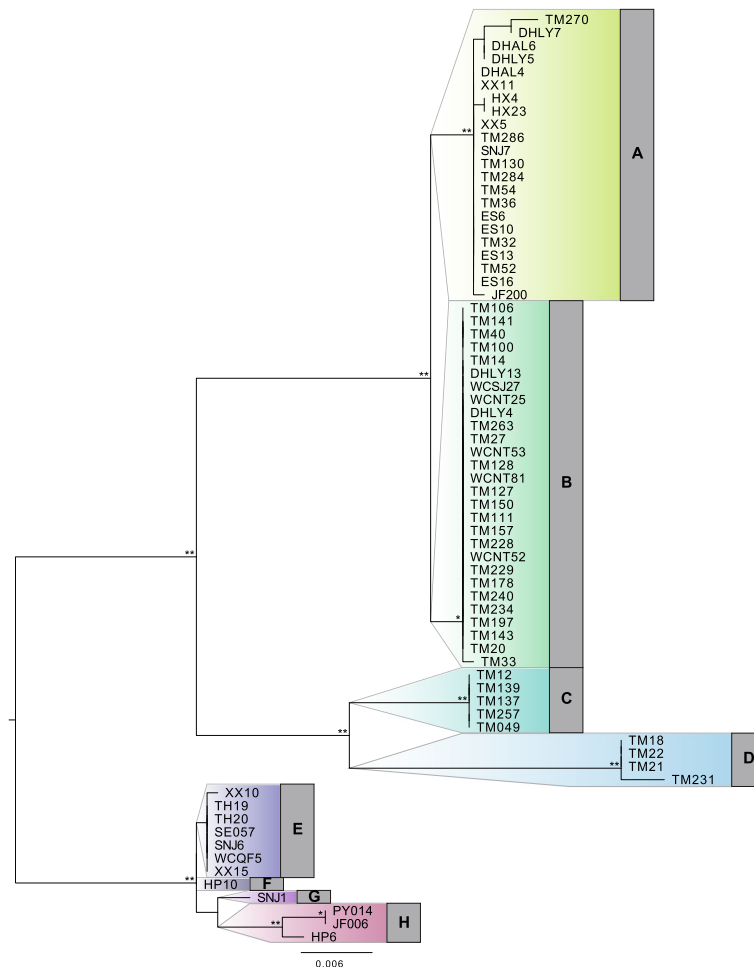 TM270
DHLY7
DHAL6
DHLY5
DHAL4
XX11
HX4
HX23
XX5
** TM286
SNJ7
TM130
A
TM284
TM54
TM36
ES6
ES10
TM32
ES13
TM52
ES16
JF200
TM106
TM141
TM40
TM100
TM14
**
DHLY13
WCSJ27
WCNT25
DHLY4
TM263
TM27
WCNT53
TM128
WCNT81
B
TM127
TM150
TM111
TM157
TM228
WCNT52
**
TM229
TM178
TM240
TM234
* TM197
TM143
TM20
TM33
TM12
TM139
** TM137
C
TM257
TM049
**
TM18
TM22
D
** TM21
TM231
XX10
TH19
TH20
SE057
E
SNJ6
WCQF5
XX15
** HP10 F
SNJ1 G
* PY014
** JF006
H
HP6
0.006